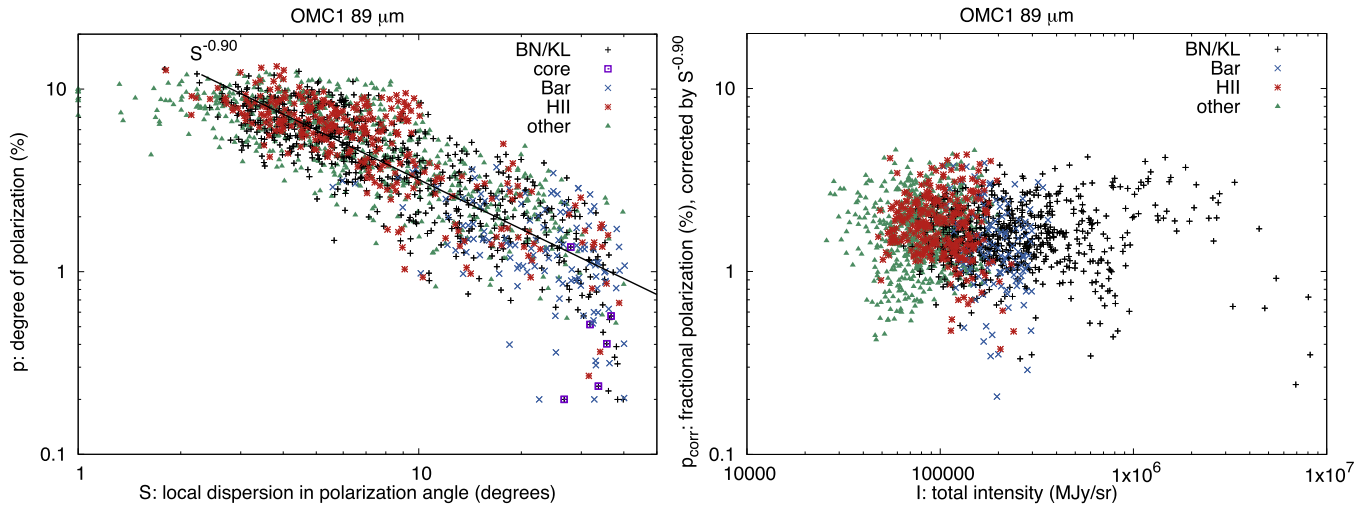 OMC1 89 μm
S^-0.90
BN/KL
core
Bar
HII
other
10
1
0.1
p: degree of polarization (%)
1
10
S: local dispersion in polarization angle (degrees)
OMC1 89 μm
BN/KL
Bar
HII
other
10
1
0.1
p_corr: fractional polarization (%), corrected by S^-0.90
10000
100000
1x10^6
1x10^7
I: total intensity (MJy/sr)